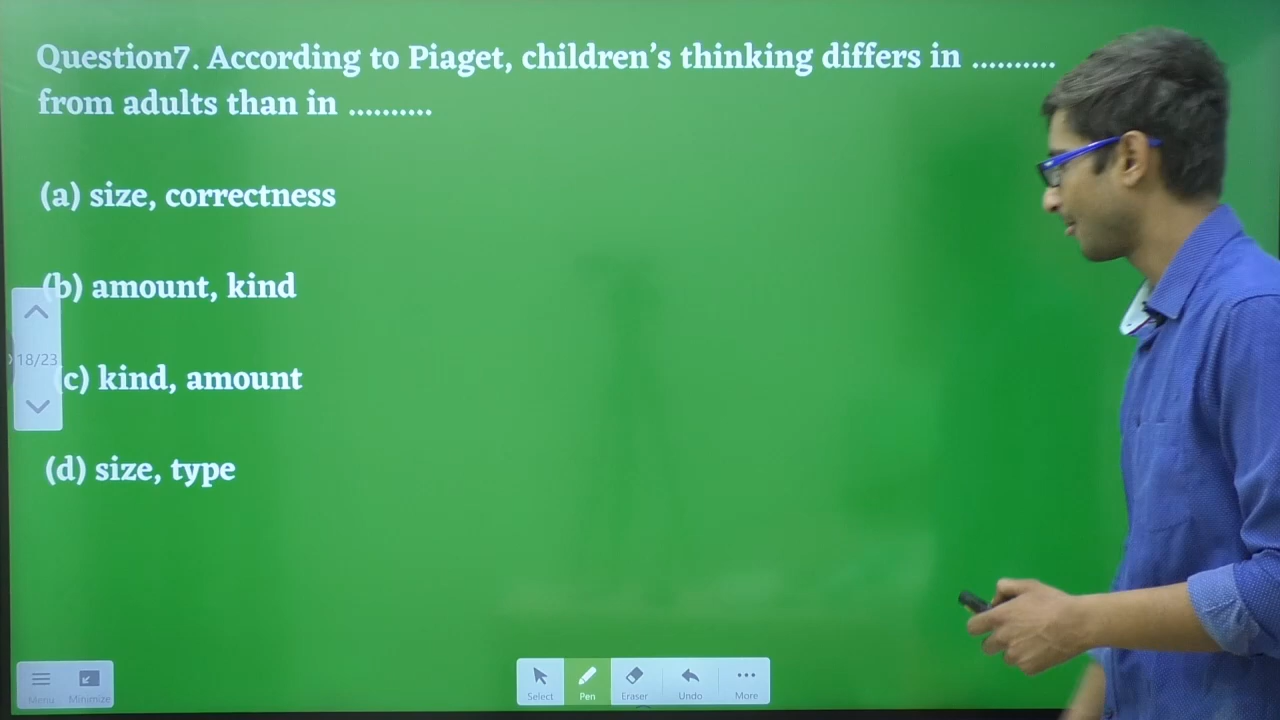 Question7. According to Piaget, children's thinking differs in ..........
from adults than in ..........
(a) size, correctness
(b) amount, kind
18/23
(c) kind, amount
(d) size, type
Menu
Minimize
Select
Pen
Eraser
Undo
More